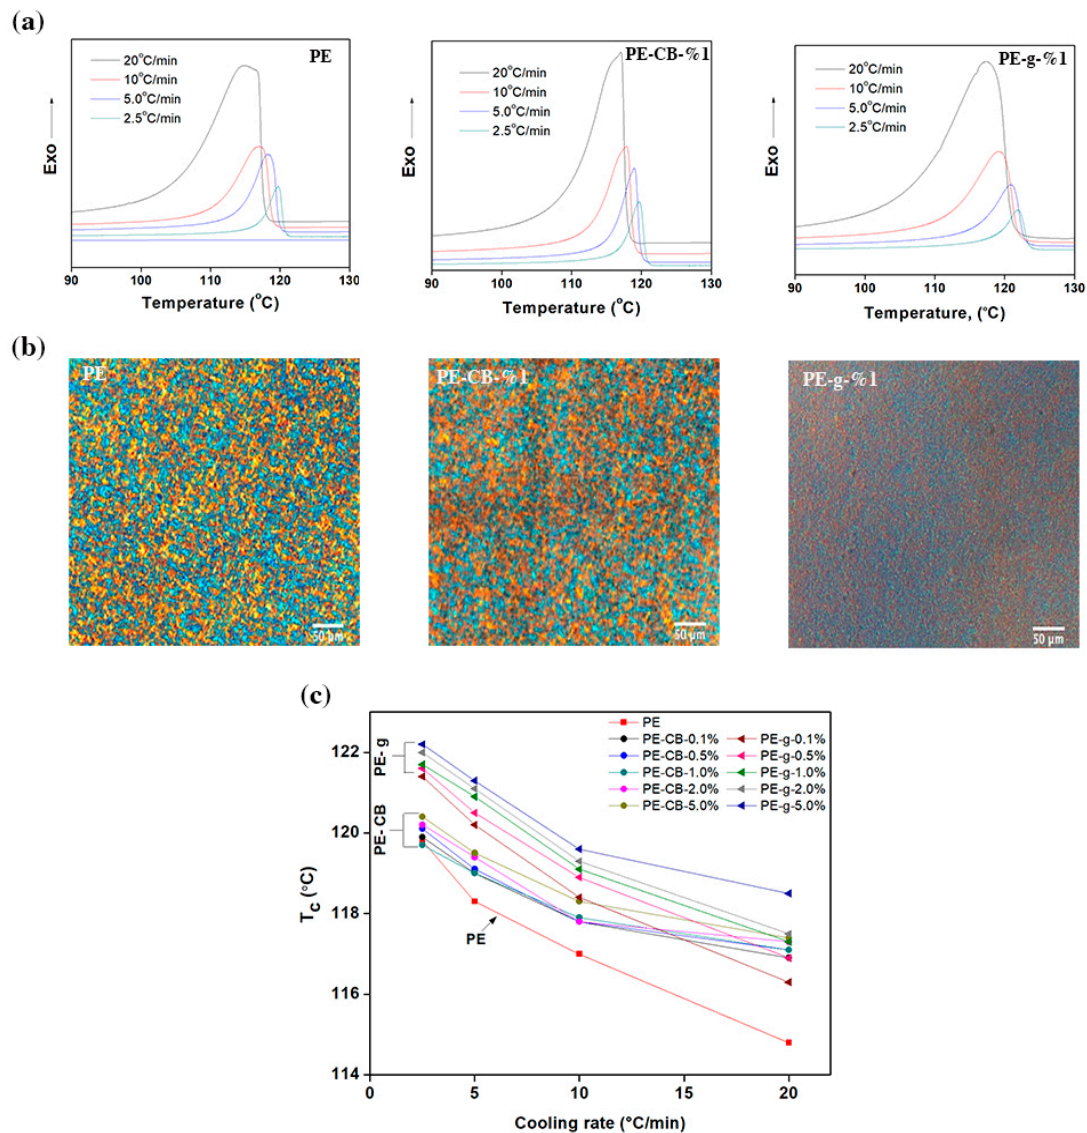 (a)
PE
20°C/min
10°C/min
5.0°C/min
2.5°C/min
Exo
90 100 110 120 130
Temperature (°C)
PE-CB-%1
20°C/min
10°C/min
5.0°C/min
2.5°C/min
Exo
90 100 110 120 130
Temperature (°C)
PE-g-%1
20°C/min
10°C/min
5.0°C/min
2.5°C/min
Exo
90 100 110 120 130
Temperature, (°C)
(b)
PE
50 µm
PE-CB-%1
50 µm
PE-g-%1
50 µm
(c)
PE
PE-CB-0.1% PE-g-0.1%
PE-CB-0.5% PE-g-0.5%
PE-CB-1.0% PE-g-1.0%
PE-CB-2.0% PE-g-2.0%
PE-CB-5.0% PE-g-5.0%
PE- g
PE- CB
PE
122
120
118
116
114
TC (°C)
0 5 10 15 20
Cooling rate (°C/min)